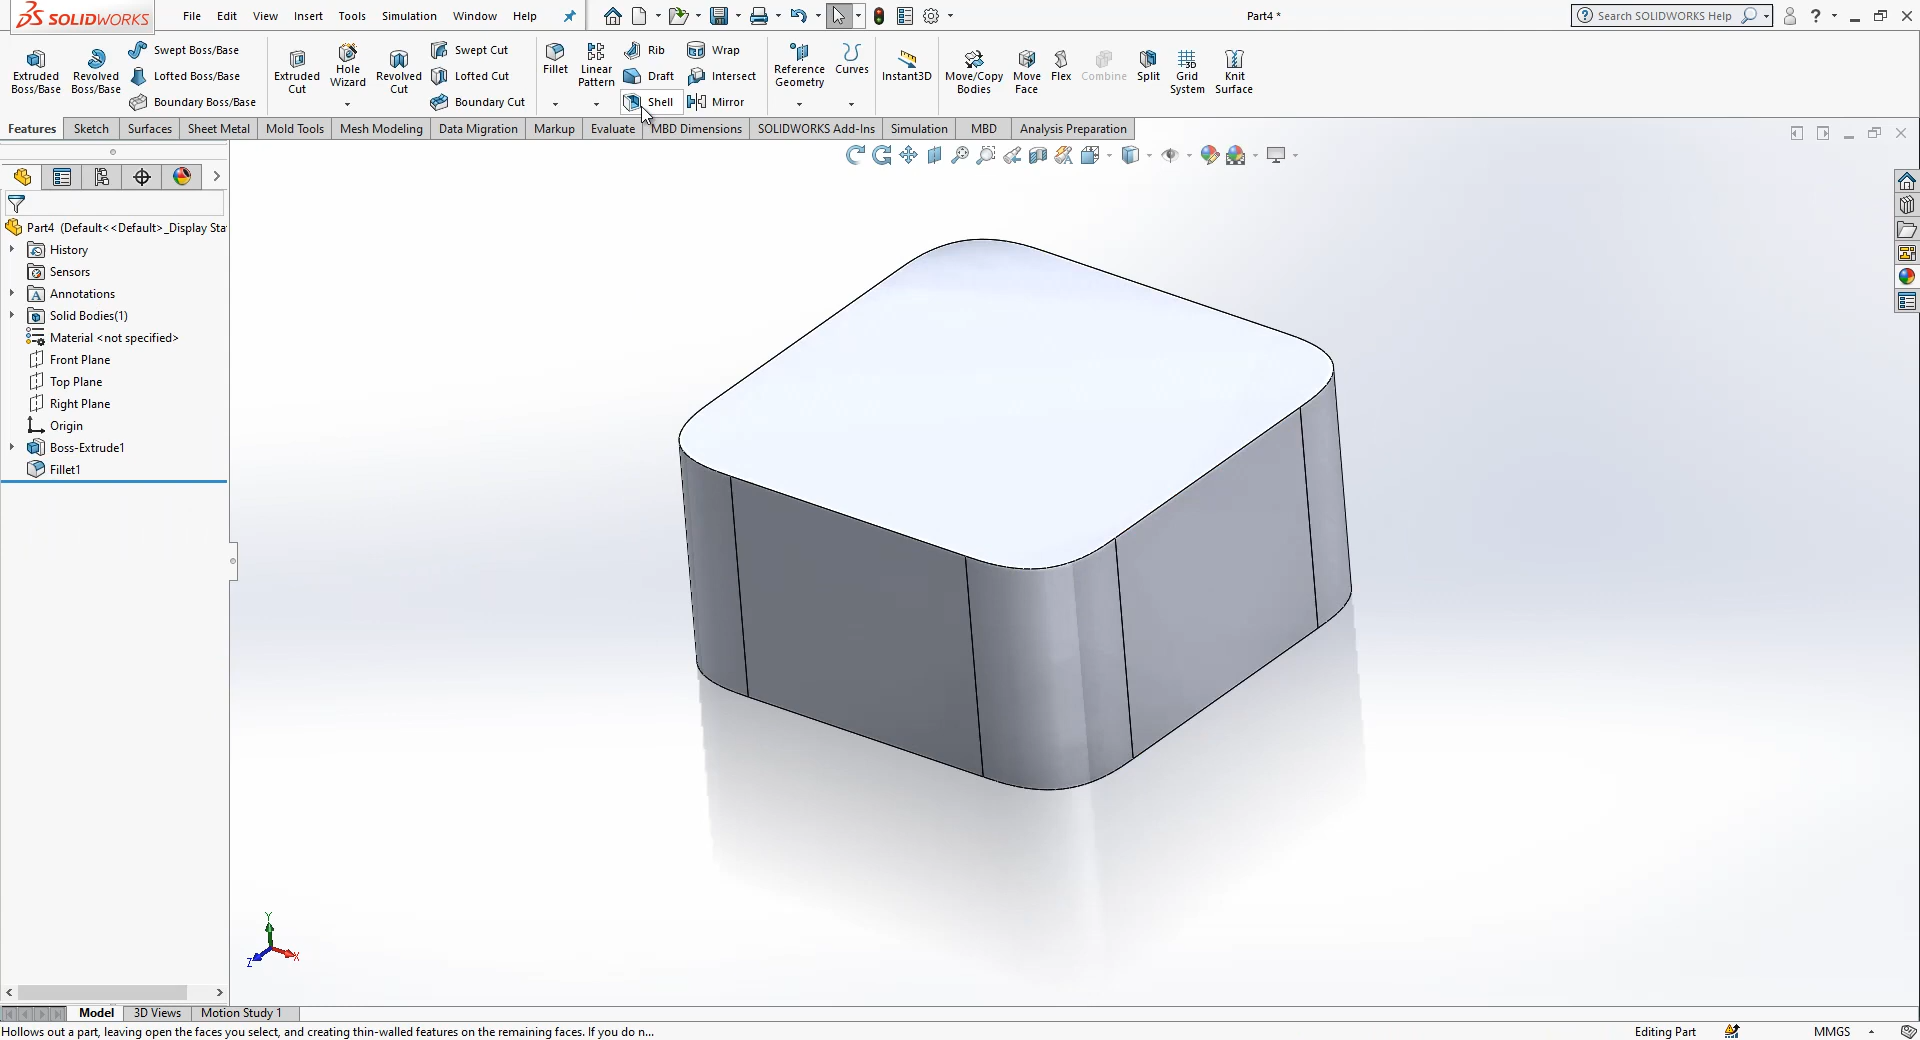 SOLIDWORKS
File Edit View Insert Tools Simulation Window Help
Part4 *
Search SOLIDWORKS Help
Extruded Boss/Base
Revolved Boss/Base
Swept Boss/Base
Lofted Boss/Base
Boundary Boss/Base
Extruded Cut
Hole Wizard
Revolved Cut
Swept Cut
Lofted Cut
Boundary Cut
Fillet
Linear Pattern
Rib
Draft
Shell
Wrap
Intersect
Mirror
Reference Geometry
Curves
Instant3D
Move/Copy Bodies
Move Face
Flex
Combine
Split
Grid System
Knit Surface
Features Sketch Surfaces Sheet Metal Mold Tools Mesh Modeling Data Migration Markup Evaluate MBD Dimensions SOLIDWORKS Add-Ins Simulation MBD Analysis Preparation
Part4 (Default<<Default>_Display Sta
History
Sensors
Annotations
Solid Bodies(1)
Material <not specified>
Front Plane
Top Plane
Right Plane
Origin
Boss-Extrude1
Fillet1
Y
Z
X
Model 3D Views Motion Study 1
Hollows out a part, leaving open the faces you select, and creating thin-walled features on the remaining faces. If you do n...
Editing Part
MMGS